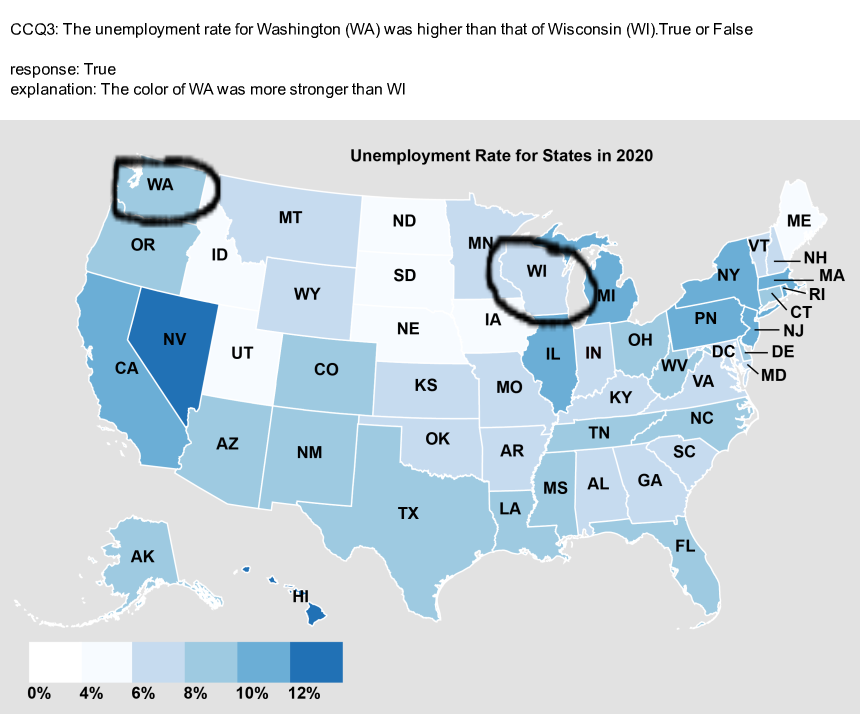 CCQ3: The unemployment rate for Washington (WA) was higher than that of Wisconsin (WI).True or False
response: True
explanation: The color of WA was more stronger than WI
Unemployment Rate for States in 2020
WA
MT
ND
MN
OR
ID
SD
WI
WY
MI
IA
NE
NV
UT
CA
CO
KS
MO
IL
IN
OH
PN
NY
VT
ME
NH
MA
RI
CT
NJ
DC
DE
MD
WV
VA
KY
NC
TN
SC
AZ
NM
OK
AR
MS
AL
GA
LA
TX
FL
AK
HI
0% 4% 6% 8% 10% 12%